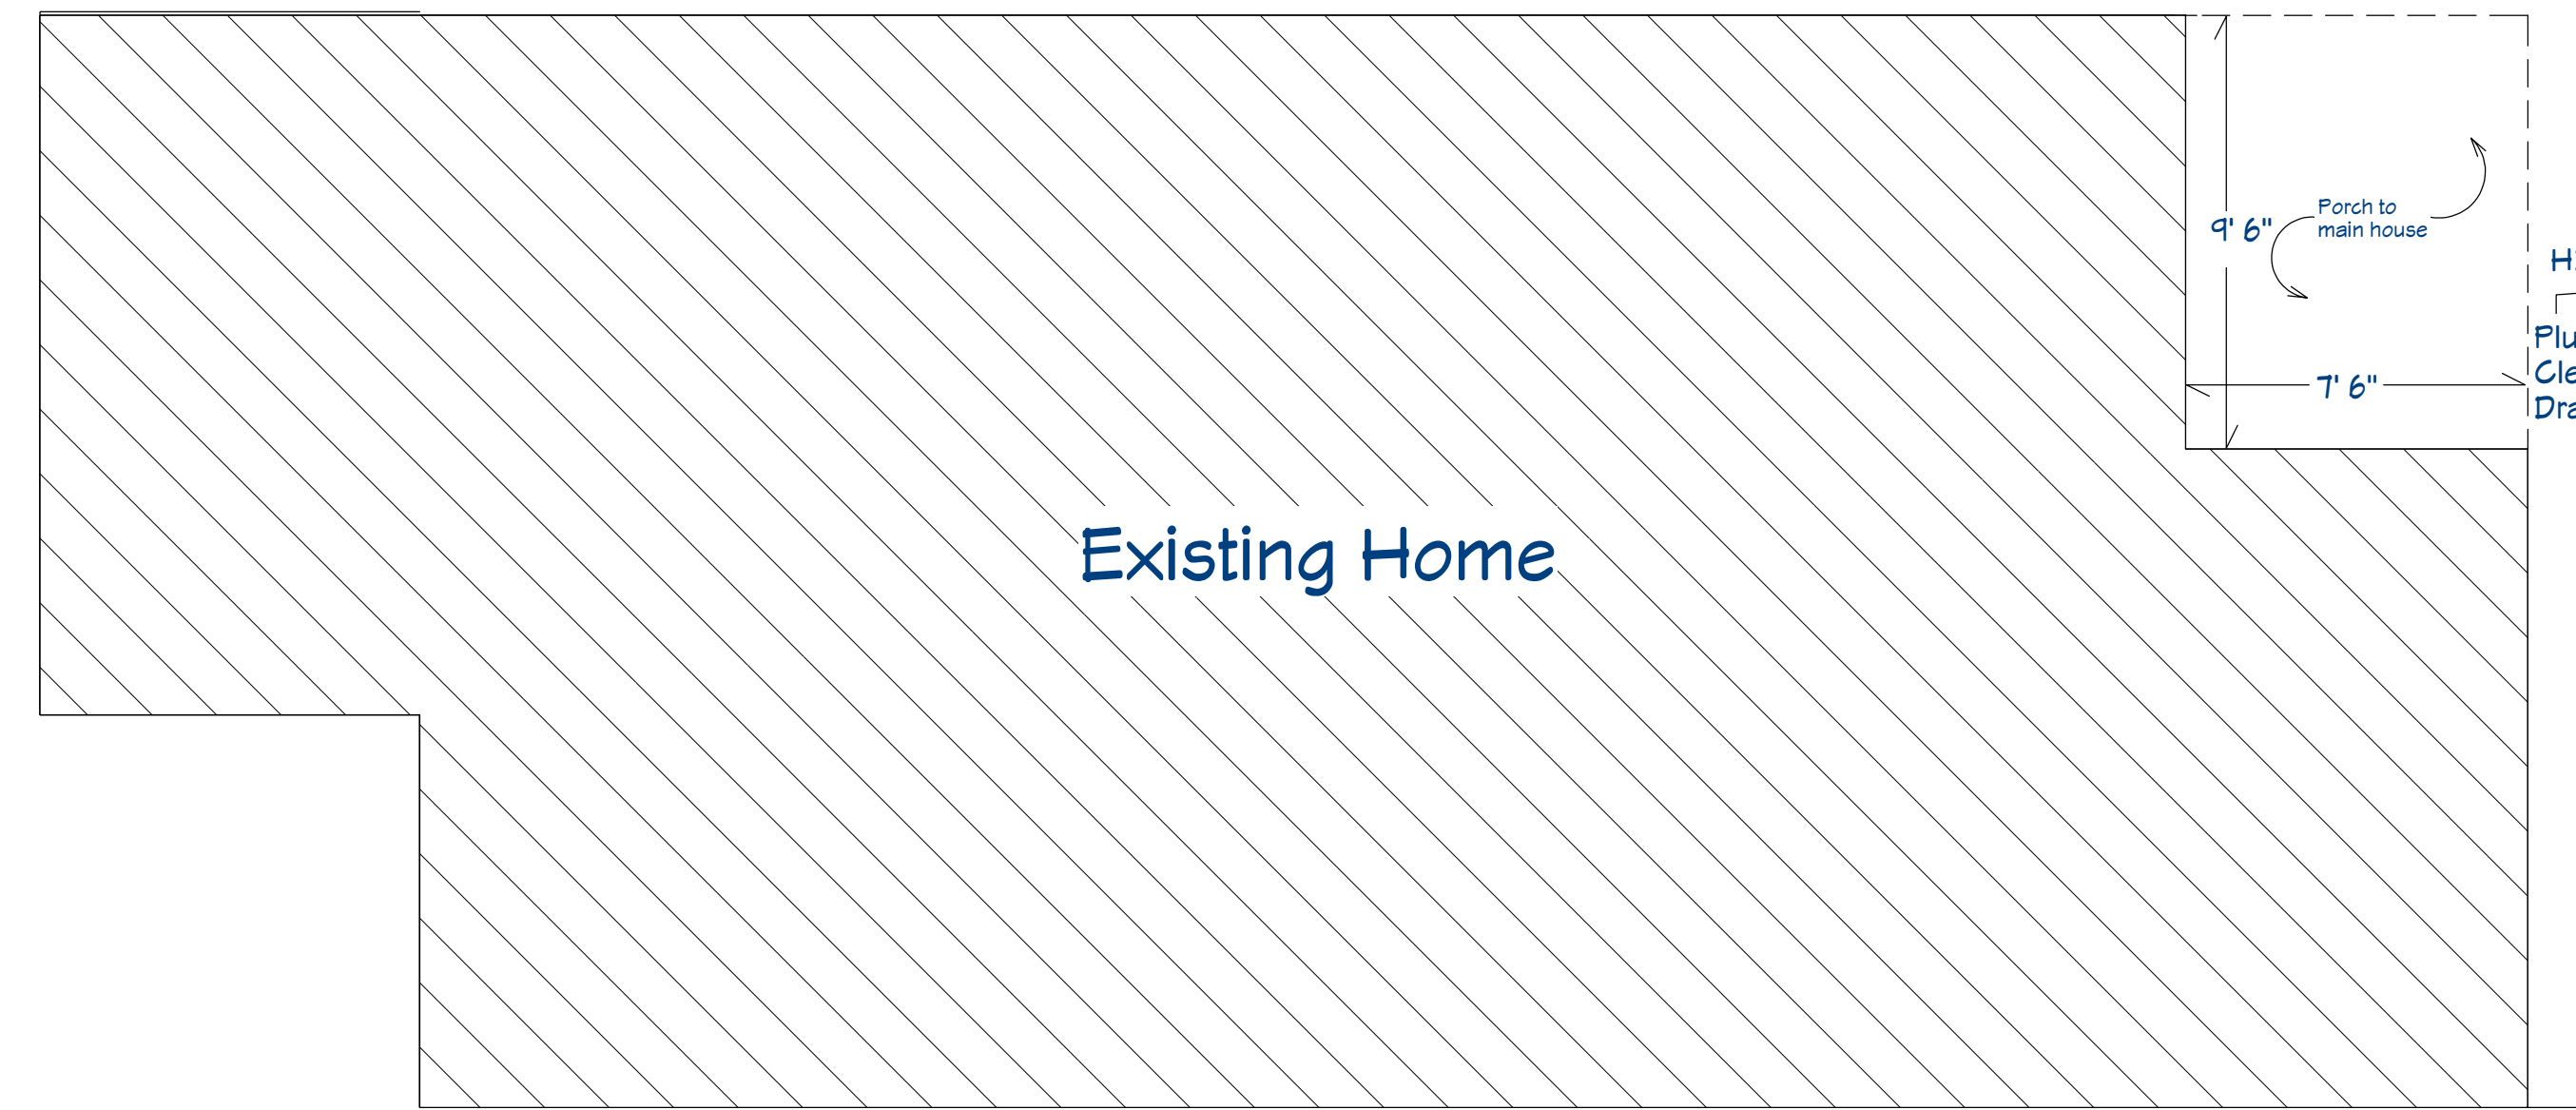 Porch to
main house
9' 6"
7' 6"
Existing Home